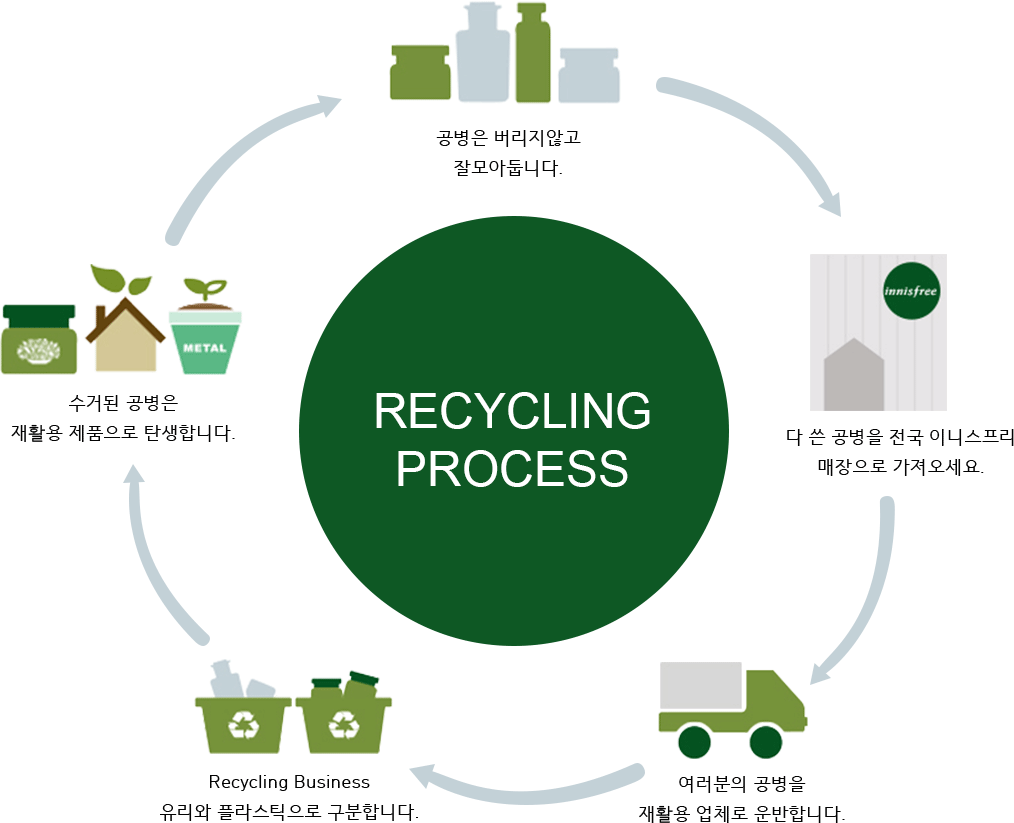 공병은 버리지않고
잘모아둡니다.
innisfree
다 쓴 공병을 전국 이니스프리
매장으로 가져오세요.
여러분의 공병을
재활용 업체로 운반합니다.
Recycling Business
유리와 플라스틱으로 구분합니다.
METAL
수거된 공병은
재활용 제품으로 탄생합니다.
RECYCLING
PROCESS